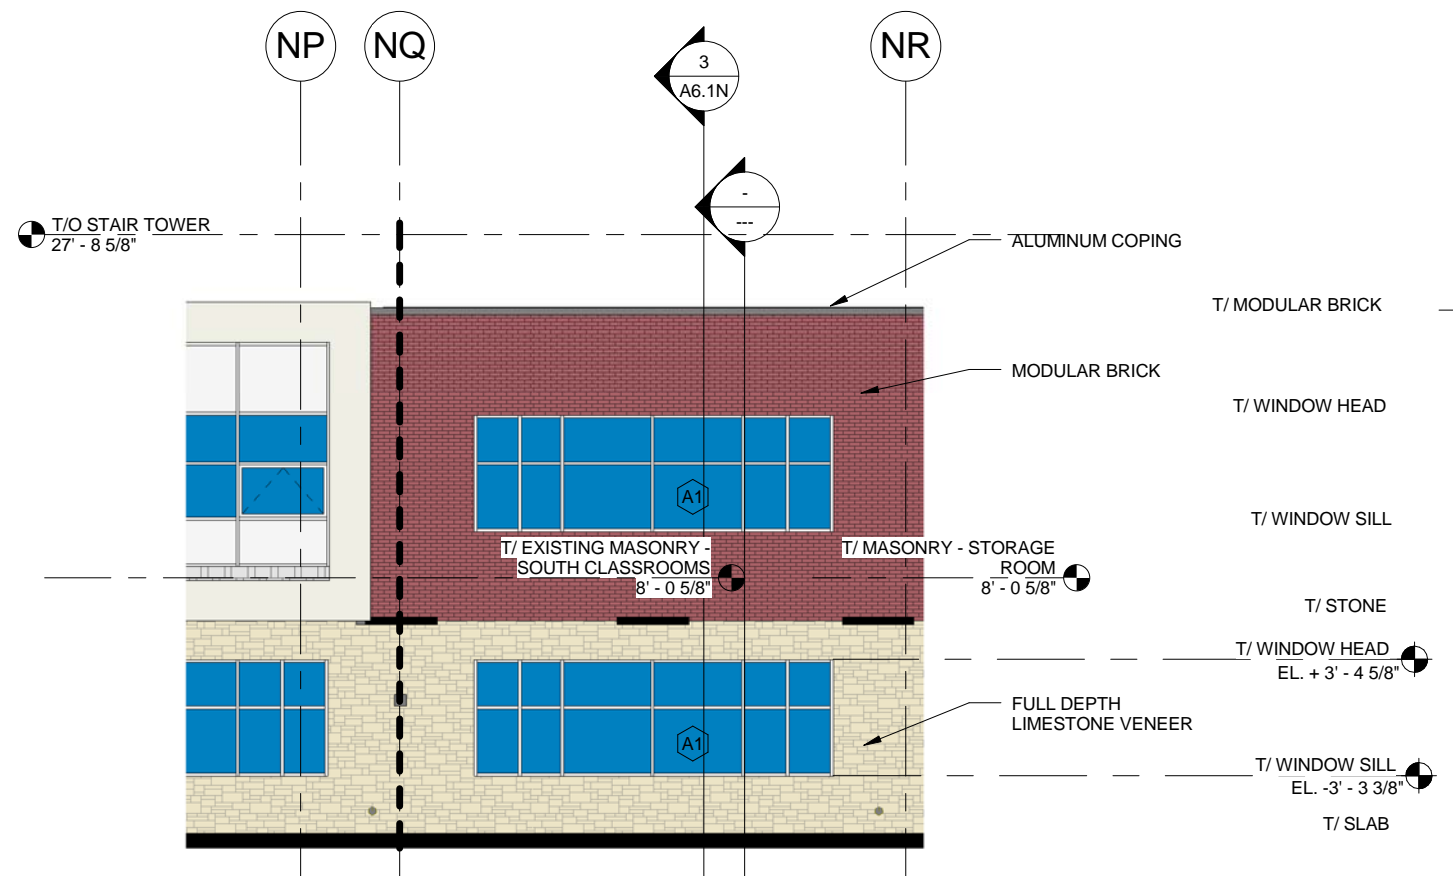 NP
NQ
NR
3
A6.1N
-
---
T/O STAIR TOWER
27' - 8 5/8"
ALUMINUM COPING
T/ MODULAR BRICK
MODULAR BRICK
T/ WINDOW HEAD
A1
T/ WINDOW SILL
T/ EXISTING MASONRY -
SOUTH CLASSROOMS
8' - 0 5/8"
T/ MASONRY - STORAGE
ROOM
8' - 0 5/8"
T/ STONE
T/ WINDOW HEAD
EL. + 3' - 4 5/8"
FULL DEPTH
LIMESTONE VENEER
A1
T/ WINDOW SILL
EL. -3' - 3 3/8"
T/ SLAB